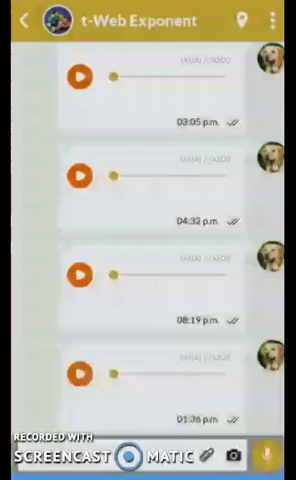 t-Web Exponent
03:05 p.m.
04:32 p.m.
08:19 p.m.
01:36 p.m.
RECORDED WITH
SCREENCAST MATIC